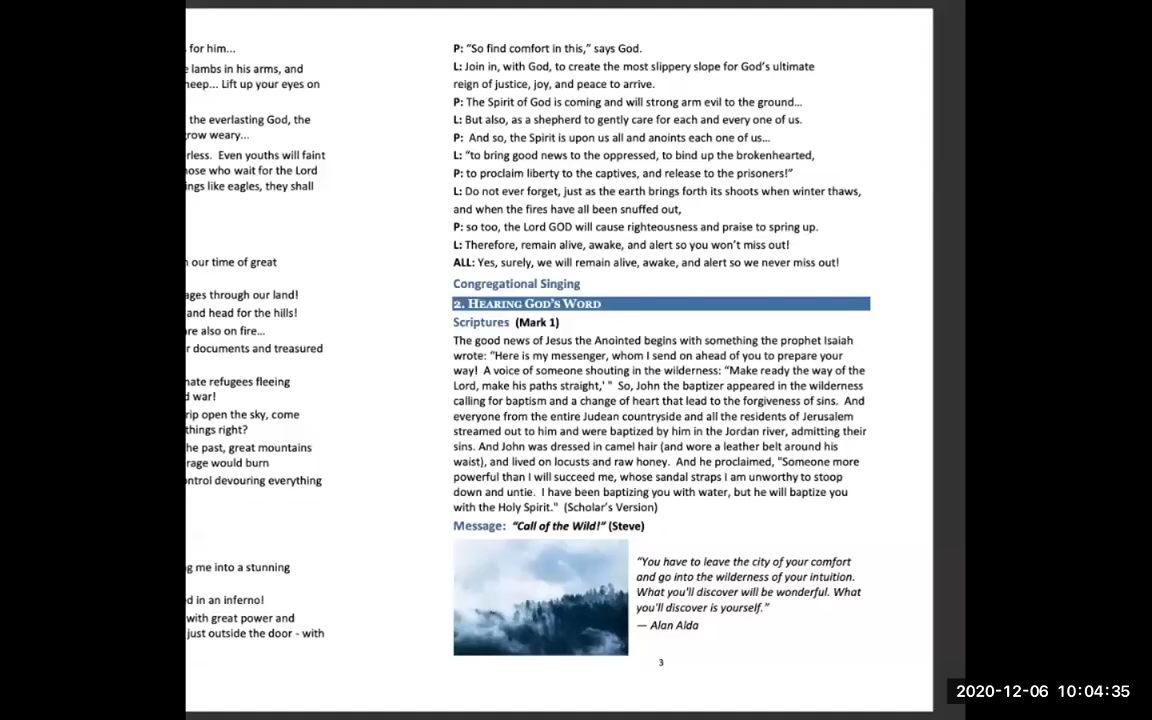 for him...
lambs in his arms, and
Lift up your eyes on
the everlasting God, the
weary...
Even youths will faint
who wait for the Lord
like eagles, they shall
our time of great
through our land!
and head for the hills!
also on fire...
documents and treasured
refugees fleeing
war!
open the sky, come
things right?
the past, great mountains
rage would burn
devouring everything
me into a stunning
in an inferno!
with great power and
just outside the door - with
P: “So find comfort in this,” says God.
L: Join in, with God, to create the most slippery slope for God’s ultimate
reign of justice, joy, and peace to arrive.
P: The Spirit of God is coming and will strong arm evil to the ground...
L: But also, as a shepherd to gently care for each and every one of us.
P: And so, the Spirit is upon us all and anoints each one of us...
L: “to bring good news to the oppressed, to bind up the brokenhearted,
P: to proclaim liberty to the captives, and release to the prisoners!”
L: Do not ever forget, just as the earth brings forth its shoots when winter thaws,
and when the fires have all been snuffed out,
P: so too, the Lord GOD will cause righteousness and praise to spring up.
L: Therefore, remain alive, awake, and alert so you won’t miss out!
ALL: Yes, surely, we will remain alive, awake, and alert so we never miss out!
Congregational Singing
2. HEARING GOD’S WORD
Scriptures (Mark 1)
The good news of Jesus the Anointed begins with something the prophet Isaiah
wrote: “Here is my messenger, whom I send on ahead of you to prepare your
way! A voice of someone shouting in the wilderness: “Make ready the way of the
Lord, make his paths straight,' " So, John the baptizer appeared in the wilderness
calling for baptism and a change of heart that lead to the forgiveness of sins. And
everyone from the entire Judean countryside and all the residents of Jerusalem
streamed out to him and were baptized by him in the Jordan river, admitting their
sins. And John was dressed in camel hair (and wore a leather belt around his
waist), and lived on locusts and raw honey. And he proclaimed, "Someone more
powerful than I will succeed me, whose sandal straps I am unworthy to stoop
down and untie. I have been baptizing you with water, but he will baptize you
with the Holy Spirit." (Scholar’s Version)
Message: “Call of the Wild!” (Steve)
“You have to leave the city of your comfort
and go into the wilderness of your intuition.
What you'll discover will be wonderful. What
you'll discover is yourself.”
— Alan Alda
3
2020-12-06 10:04:35